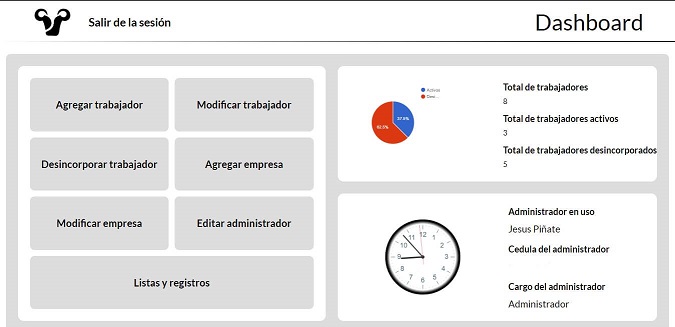 Salir de la sesión
Dashboard
Agregar trabajador
Modificar trabajador
Desincorporar trabajador
Agregar empresa
Modificar empresa
Editar administrador
Listas y registros
Activos
Desi...
37.5%
62.5%
Total de trabajadores
8
Total de trabajadores activos
3
Total de trabajadores desincorporados
5
12
1
2
3
4
5
6
7
8
9
10
11
Administrador en uso
Jesus Piñate
Cedula del administrador
Cargo del administrador
Administrador